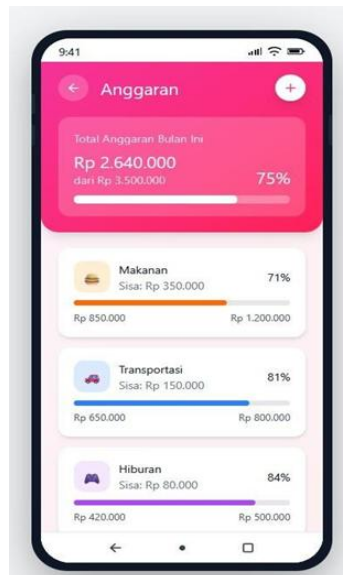 9:41
Anggaran
Total Anggaran Bulan Ini
Rp 2.640.000
dari Rp 3.500.000
75%
Makanan
Sisa: Rp 350.000
71%
Rp 850.000
Rp 1.200.000
Transportasi
Sisa: Rp 150.000
81%
Rp 650.000
Rp 800.000
Hiburan
Sisa: Rp 80.000
84%
Rp 420.000
Rp 500.000